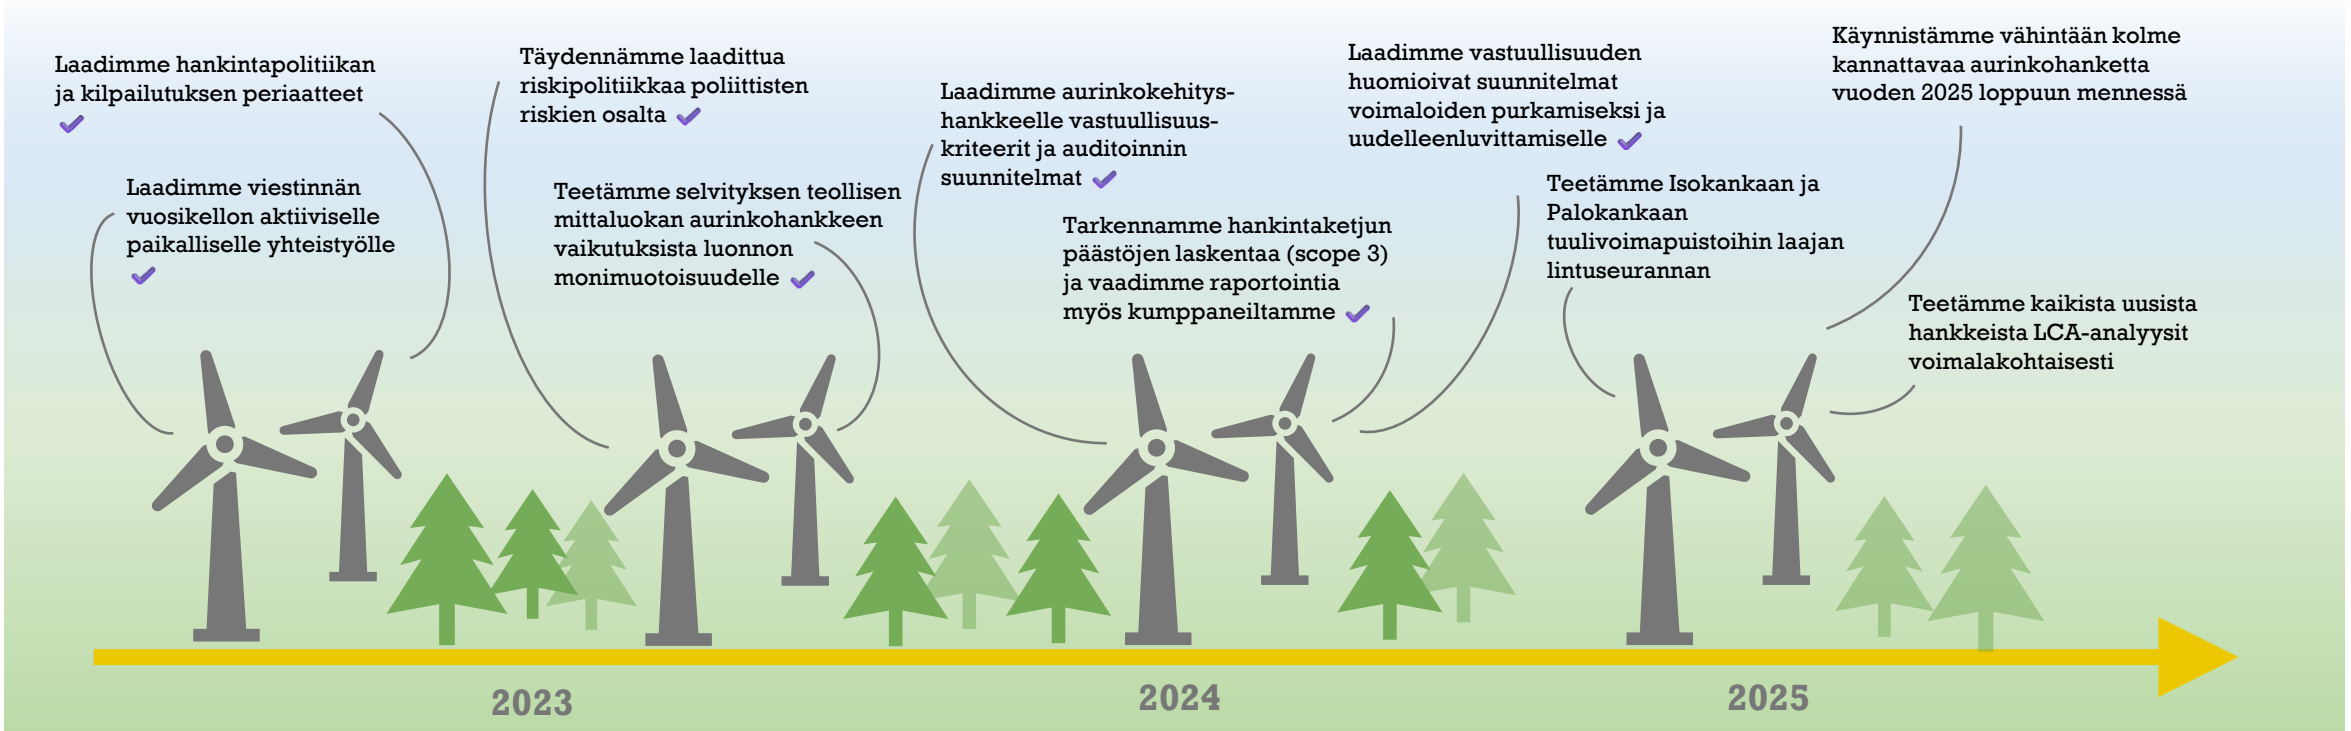 Laadimme hankintapolitiikan
ja kilpailutuksen periaatteet
Laadimme viestinnän
vuosikellon aktiiviselle
paikalliselle yhteistyölle
Täydennämme laadittua
riskipolitiikkaa poliittisten
riskien osalta
Teetämme selvityksen teollisen
mittaluokan aurinkohankkeen
vaikutuksista luonnon
monimuotoisuudelle
Laadimme aurinkokehitys-
hankkeelle vastuullisuus-
kriteerit ja auditoinnin
suunnitelmat
Tarkennamme hankintaketjun
päästöjen laskentaa (scope 3)
ja vaadimme raportointia
myös kumppaneiltamme
Laadimme vastuullisuuden
huomioivat suunnitelmat
voimaloiden purkamiseksi ja
uudelleenluvittamiselle
Teetämme Isokankaan ja
Palokankaan
tuulivoimapuistoihin laajan
lintuseurannan
Käynnistämme vähintään kolme
kannattavaa aurinkohanketta
vuoden 2025 loppuun mennessä
Teetämme kaikista uusista
hankkeista LCA-analyysit
voimalakohtaisesti
2023
2024
2025